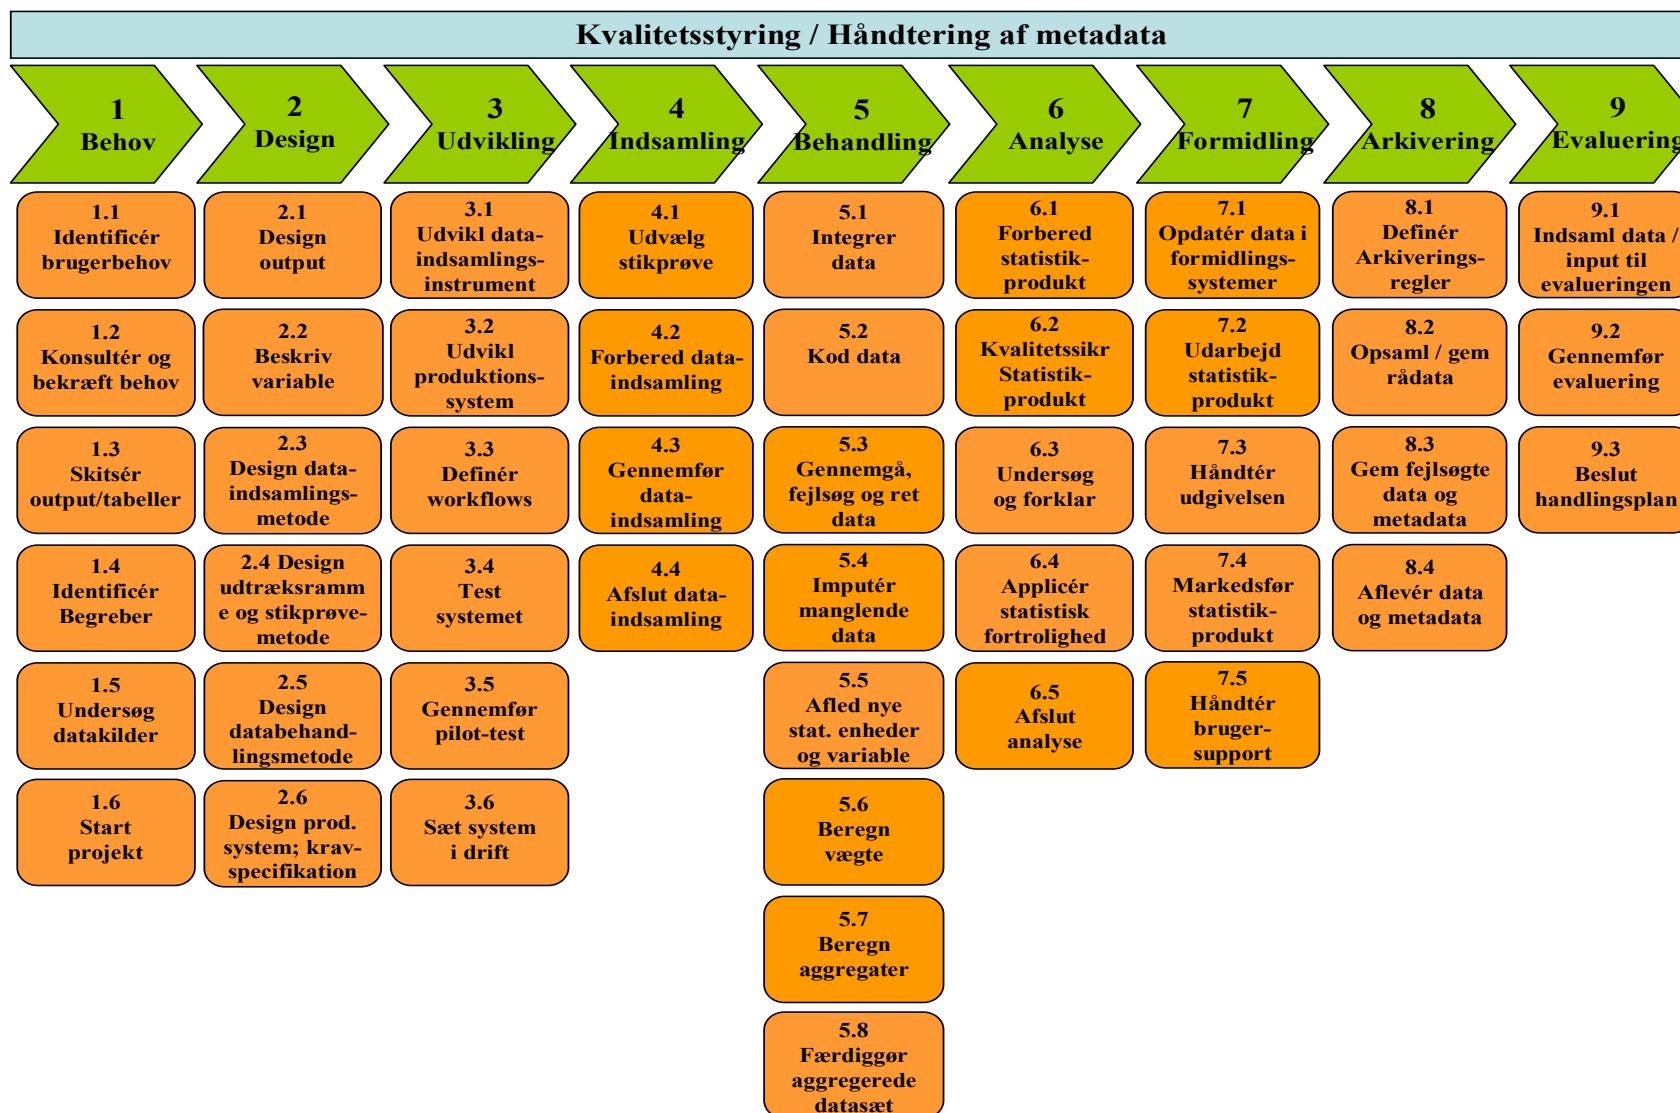 Kvalitetsstyring / Håndtering af metadata
1
Behov
2
Design
3
Udvikling
4
Indsamling
5
Behandling
6
Analyse
7
Formidling
8
Arkivering
9
Evaluering
1.1
Identificér
brugerbehov
1.2
Konsultér og
bekræft behov
1.3
Skitsér
output/tabeller
1.4
Identificér
Begreber
1.5
Undersøg
datakilder
1.6
Start
projekt
2.1
Design
output
2.2
Beskriv
variable
2.3
Design data-
indsamlings-
metode
2.4 Design
udtræksramm
e og stikprøve-
metode
2.5
Design
databehand-
lingsmetode
2.6
Design prod.
system; krav-
specifikation
3.1
Udvikl data-
indsamlings-
instrument
3.2
Udvikl
produktions-
system
3.3
Definér
workflows
3.4
Test
systemet
3.5
Gennemfør
pilot-test
3.6
Sæt system
i drift
4.1
Udvælg
stikprøve
4.2
Forbered data-
indsamling
4.3
Gennemfør
data-
indsamling
4.4
Afslut data-
indsamling
5.1
Integrer
data
5.2
Kod data
5.3
Gennemgå,
fejlsøg og ret
data
5.4
Imputér
manglende
data
5.5
Afled nye
stat. enheder
og variable
5.6
Beregn
vægte
5.7
Beregn
aggregater
5.8
Færdiggør
aggregerede
datasæt
6.1
Forbered
statistik-
produkt
6.2
Kvalitetssikr
Statistik-
produkt
6.3
Undersøg
og forklar
6.4
Applicér
statistisk
fortrolighed
6.5
Afslut
analyse
7.1
Opdatér data i
formidlings-
systemer
7.2
Udarbejd
statistik-
produkt
7.3
Håndtér
udgivelsen
7.4
Markedsfør
statistik-
produkt
7.5
Håndtér
bruger-
support
8.1
Definér
Arkiverings-
regler
8.2
Opsaml / gem
rådata
8.3
Gem fejlsøgte
data og
metadata
8.4
Aflevér data
og metadata
9.1
Indsaml data /
input til
evalueringen
9.2
Gennemfør
evaluering
9.3
Beslut
handlingsplan